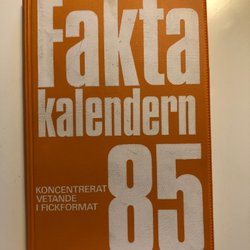 Fakta
kalendern
85
KONCENTRERAT
VETANDE
I FICKFORMAT